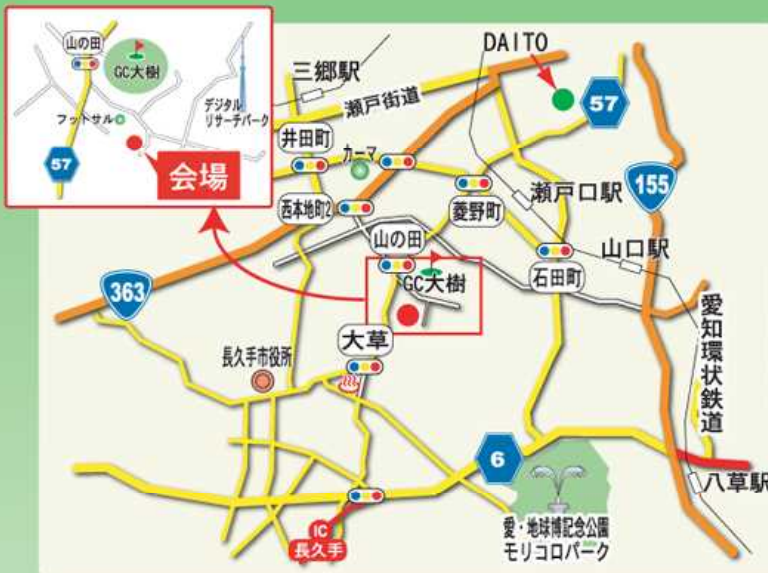 山の田
GC大樹
フットサル
デジタル
リサーチパーク
57
会場
三郷駅
DAITO
瀬戸街道
57
井田町
カーマ
155
西本地町2
菱野町
瀬戸口駅
山の田
山口駅
363
GC大樹
石田町
大草
愛知環状鉄道
長久手市役所
6
八草駅
IC
長久手
愛・地球博記念公園
モリコロパーク